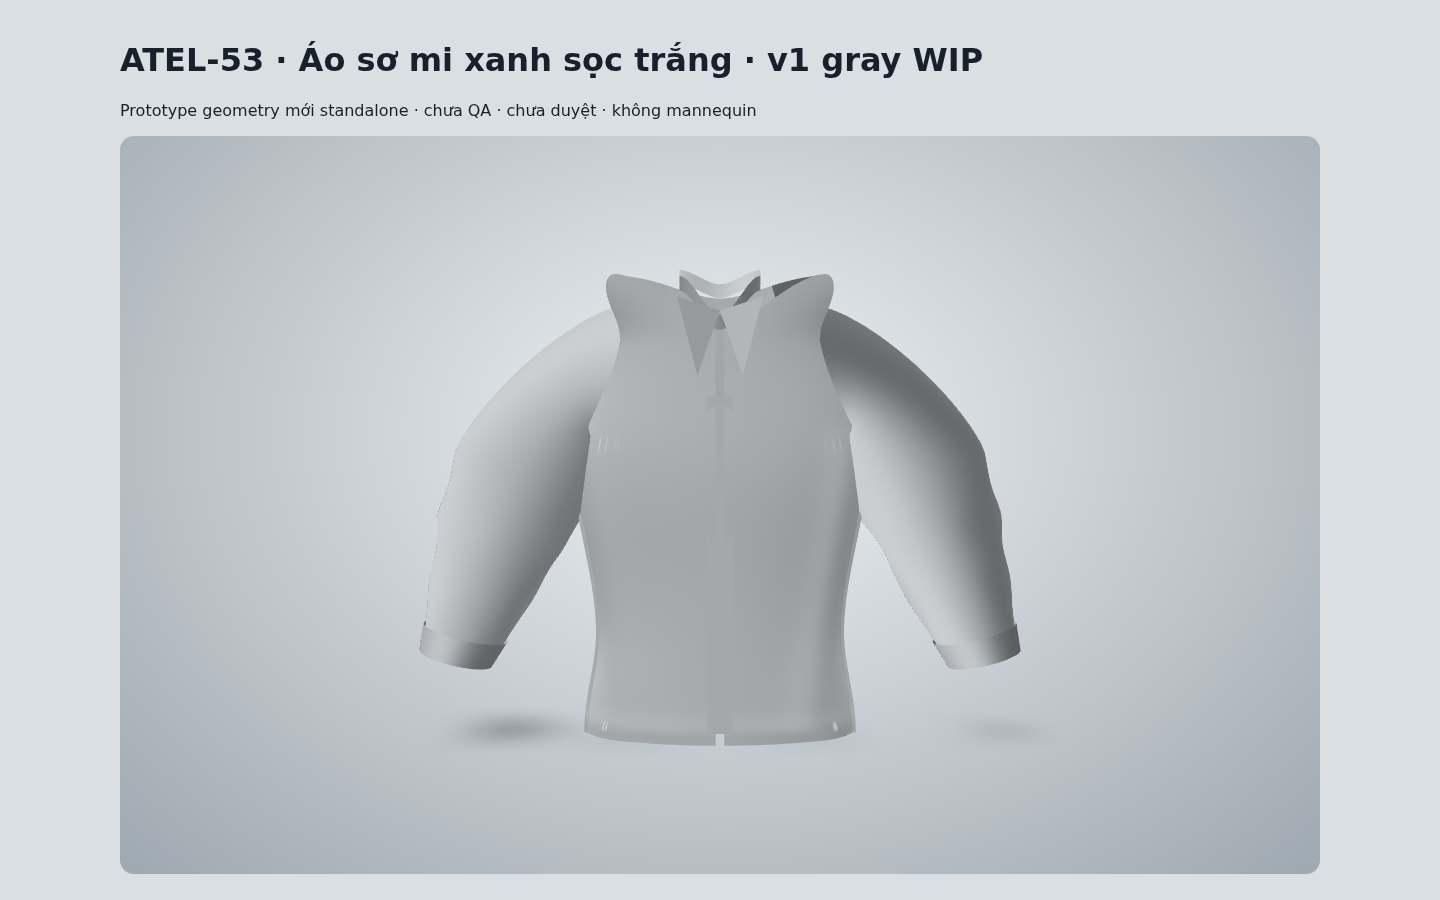 ATEL-53 · Áo sơ mi xanh sọc trắng · v1 gray WIP
Prototype geometry mới standalone · chưa QA · chưa duyệt · không mannequin